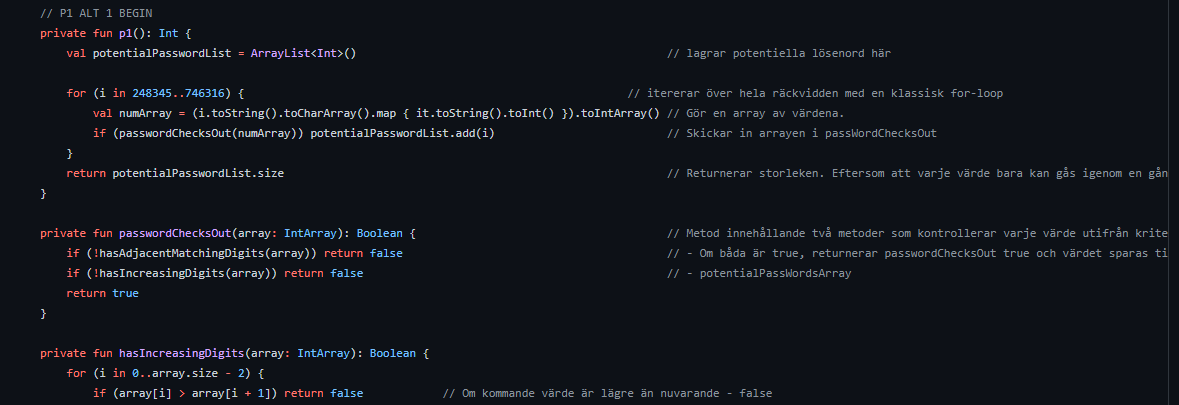 // P1 ALT 1 BEGIN
private fun p1(): Int {
val potentialPasswordList = ArrayList<Int>() // lagrar potentiella lösenord här
for (i in 248345..746316) { // itererar över hela räckvidden med en klassisk for-loop
val numArray = (i.toString().toCharArray().map { it.toString().toInt() }).toIntArray() // Gör en array av värdena.
if (passwordChecksOut(numArray)) potentialPasswordList.add(i) // Skickar in arrayen i passWordChecksOut
}
return potentialPasswordList.size // Returnerar storleken. Eftersom att varje värde bara kan gås igenom en gån
}
private fun passwordChecksOut(array: IntArray): Boolean { // Metod innehållande två metoder som kontrollerar varje värde utifrån krite
if (!hasAdjacentMatchingDigits(array)) return false // - Om båda är true, returnerar passwordChecksOut true och värdet sparas ti
if (!hasIncreasingDigits(array)) return false // - potentialPassWordsArray
return true
}
private fun hasIncreasingDigits(array: IntArray): Boolean {
for (i in 0..array.size - 2) {
if (array[i] > array[i + 1]) return false // Om kommande värde är lägre än nuvarande - false